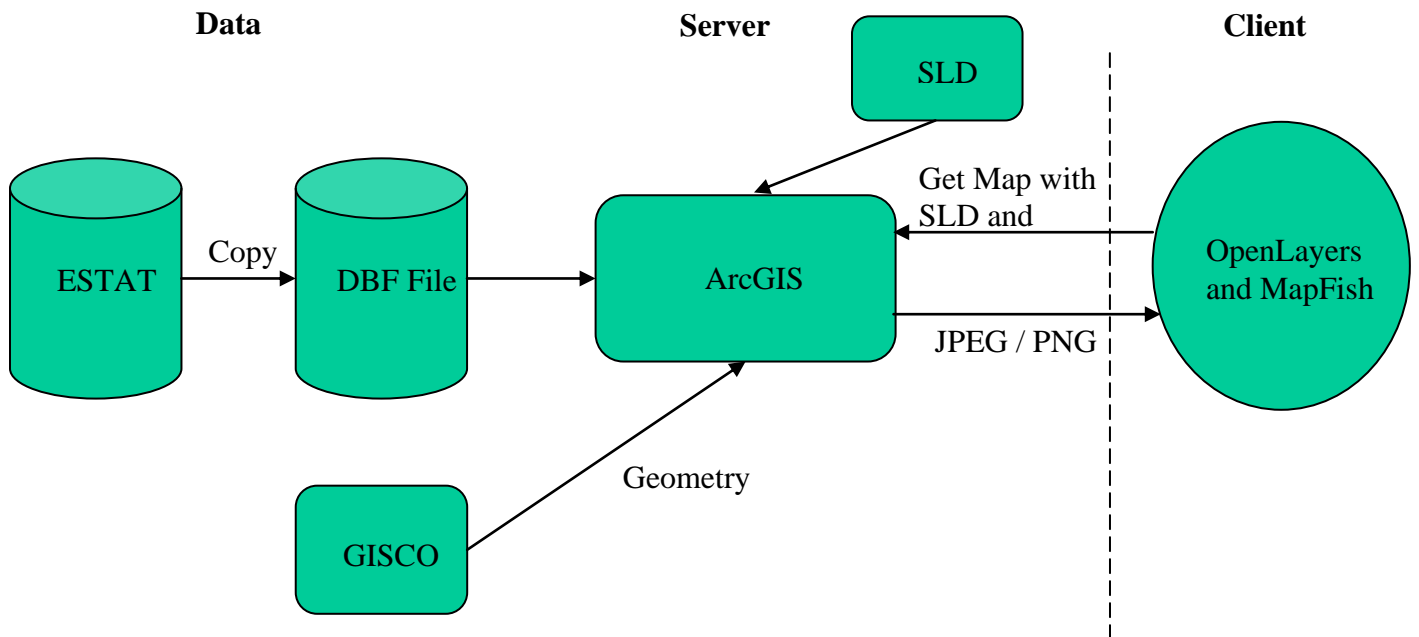 Data
Server
Client
SLD
Get Map with
SLD and
ESTAT
Copy
DBF File
ArcGIS
OpenLayers
and MapFish
JPEG / PNG
Geometry
GISCO